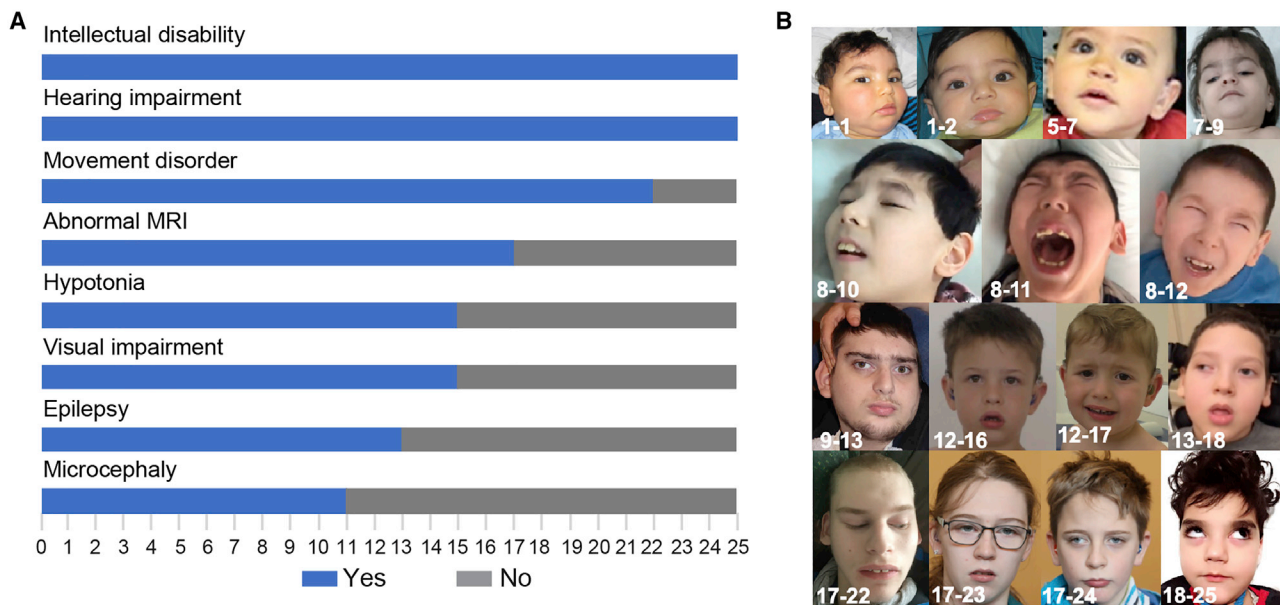 A
Intellectual disability
Hearing impairment
Movement disorder
Abnormal MRI
Hypotonia
Visual impairment
Epilepsy
Microcephaly
0 1 2 3 4 5 6 7 8 9 10 11 12 13 14 15 16 17 18 19 20 21 22 23 24 25
Yes No
B
1-1 1-2 5-7 7-9
8-10 8-11 8-12
9-13 12-16 12-17 13-18
17-22 17-23 17-24 18-25